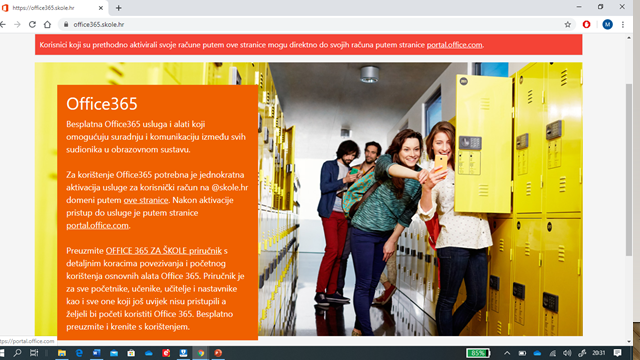 https://office365.skole.hr
office365.skole.hr
M
Korisnici koji su prethodno aktivirali svoje račune putem ove stranice mogu direktno do svojih računa putem stranice portal.office.com.
Office365
Besplatna Office365 usluga i alati koji
omogućuju suradnju i komunikaciju između svih
sudionika u obrazovnom sustavu.
Za korištenje Office365 potrebna je jednokratna
aktivacija usluge za korisnički račun na @skole.hr
domeni putem ove stranice. Nakon aktivacije
pristup do usluge je putem stranice
portal.office.com.
Preuzmite OFFICE 365 ZA ŠKOLE priručnik s
detaljnim koracima povezivanja i početnog
korištenja osnovnih alata Office 365. Priručnik je
za sve početnike, učenike, učitelje i nastavnike
kao i sve one koji još uvijek nisu pristupili a
željeli bi početi koristiti Office 365. Besplatno
preuzmite i krenite s korištenjem.
https://portal.office.com
85%
20:31